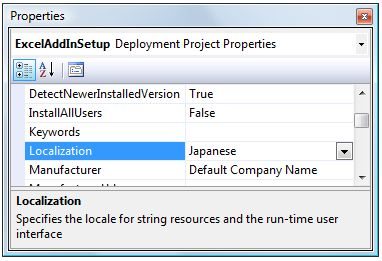 Properties
ExcelAddInSetup Deployment Project Properties
DetectNewerInstalledVersion True
InstallAllUsers False
Keywords
Localization Japanese
Manufacturer Default Company Name
Localization
Specifies the locale for string resources and the run-time user
interface